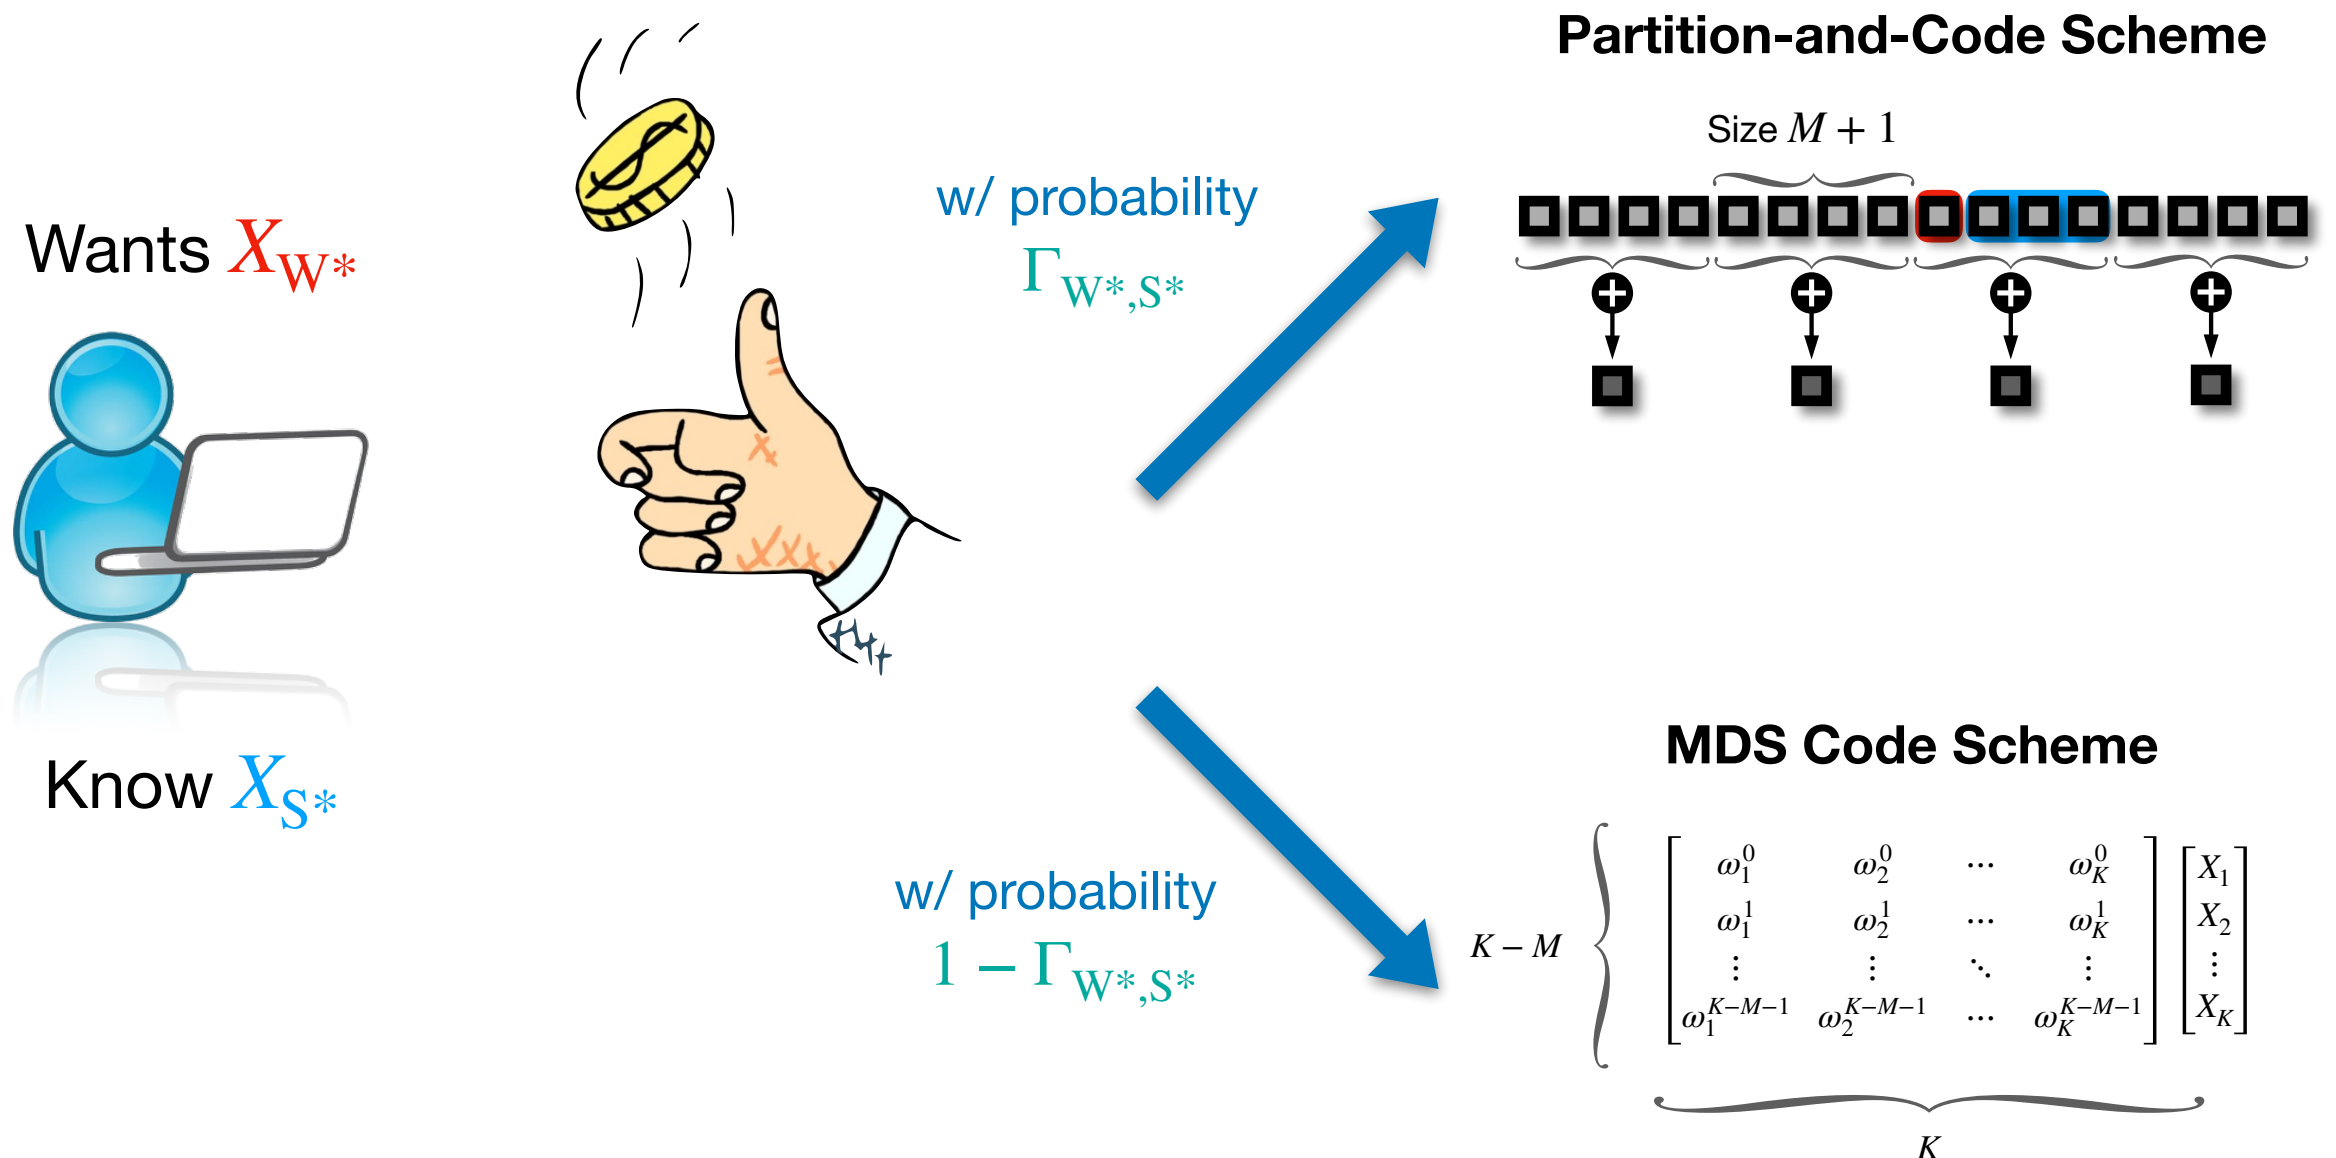 Partition-and-Code Scheme
Size M + 1
w/ probability
Γ_{W*,S*}
Wants X_{W*}
Know X_{S*}
MDS Code Scheme
w/ probability
1 − Γ_{W*,S*}
K − M
ω_1^0 ω_2^0 ⋯ ω_K^0 X_1
ω_1^1 ω_2^1 ⋯ ω_K^1 X_2
⋮ ⋮ ⋱ ⋮ ⋮
ω_1^{K−M−1} ω_2^{K−M−1} ⋯ ω_K^{K−M−1} X_K
K